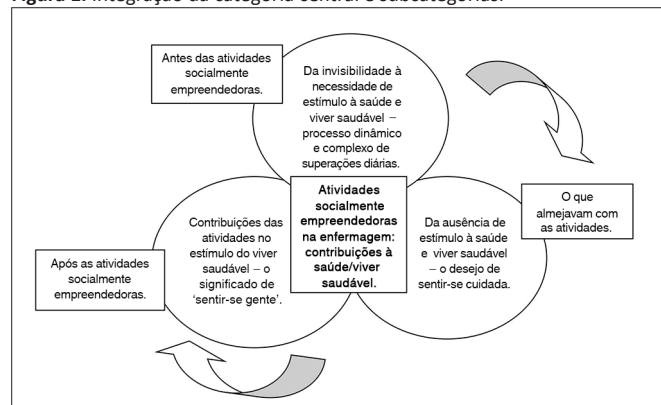 Figura 1. Integração da categoria central e subcategorias.
Antes das atividades
socialmente
empreendedoras.
Da invisibilidade à
necessidade de
estímulo à saúde e
viver saudável –
processo dinâmico
e complexo de
superações diárias.
O que
almejavam com
as atividades.
Da ausência de
estímulo à saúde
e viver saudável
– o desejo de
sentir-se cuidada.
Atividades
socialmente
empreendedoras
na enfermagem:
contribuições à
saúde/viver
saudável.
Contribuições das
atividades no
estímulo do viver
saudável – o
significado de
‘sentir-se gente’.
Após as atividades
socialmente
empreendedoras.